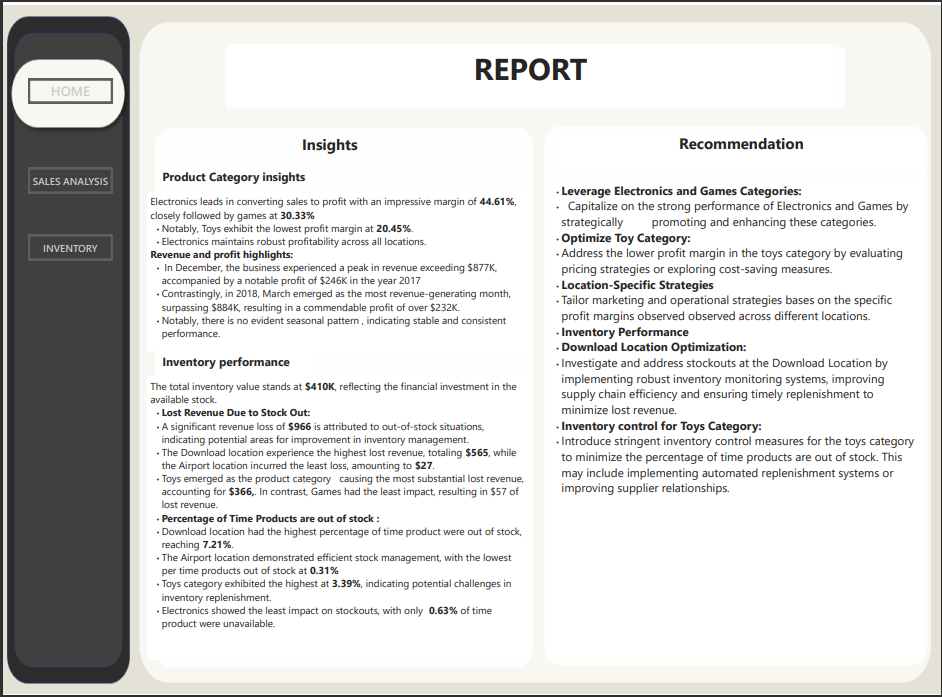 REPORT
HOME
SALES ANALYSIS
INVENTORY
Insights
Product Category insights
Electronics leads in converting sales to profit with an impressive margin of 44.61%,
closely followed by games at 30.33%
• Notably, Toys exhibit the lowest profit margin at 20.45%.
• Electronics maintains robust profitability across all locations.
Revenue and profit highlights:
• In December, the business experienced a peak in revenue exceeding $877K,
accompanied by a notable profit of $246K in the year 2017
• Contrastingly, in 2018, March emerged as the most revenue-generating month,
surpassing $884K, resulting in a commendable profit of over $232K.
• Notably, there is no evident seasonal pattern , indicating stable and consistent
performance.
Inventory performance
The total inventory value stands at $410K, reflecting the financial investment in the
available stock.
• Lost Revenue Due to Stock Out:
• A significant revenue loss of $966 is attributed to out-of-stock situations,
indicating potential areas for improvement in inventory management.
• The Download location experience the highest lost revenue, totaling $565, while
the Airport location incurred the least loss, amounting to $27.
• Toys emerged as the product category causing the most substantial lost revenue,
accounting for $366,. In contrast, Games had the least impact, resulting in $57 of
lost revenue.
• Percentage of Time Products are out of stock :
• Download location had the highest percentage of time product were out of stock,
reaching 7.21%.
• The Airport location demonstrated efficient stock management, with the lowest
per time products out of stock at 0.31%
• Toys category exhibited the highest at 3.39%, indicating potential challenges in
inventory replenishment.
• Electronics showed the least impact on stockouts, with only 0.63% of time
product were unavailable.
Recommendation
• Leverage Electronics and Games Categories:
• Capitalize on the strong performance of Electronics and Games by
strategically promoting and enhancing these categories.
• Optimize Toy Category:
• Address the lower profit margin in the toys category by evaluating
pricing strategies or exploring cost-saving measures.
• Location-Specific Strategies
• Tailor marketing and operational strategies bases on the specific
profit margins observed observed across different locations.
• Inventory Performance
• Download Location Optimization:
• Investigate and address stockouts at the Download Location by
implementing robust inventory monitoring systems, improving
supply chain efficiency and ensuring timely replenishment to
minimize lost revenue.
• Inventory control for Toys Category:
• Introduce stringent inventory control measures for the toys category
to minimize the percentage of time products are out of stock. This
may include implementing automated replenishment systems or
improving supplier relationships.